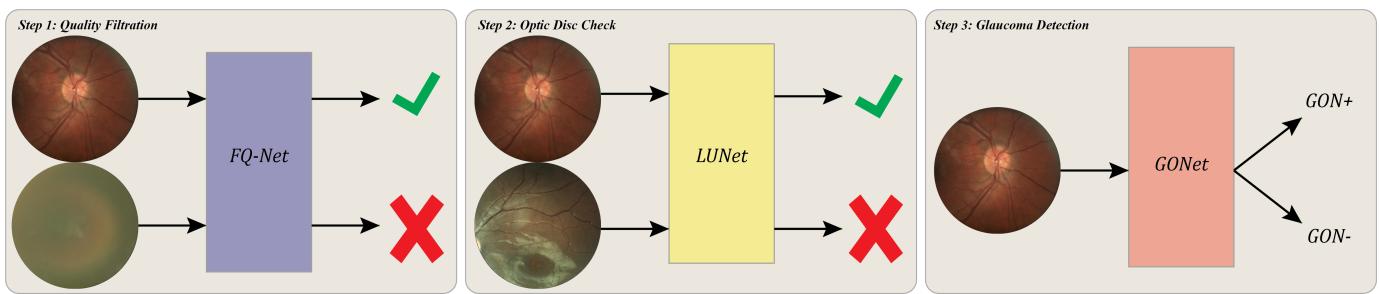 Step 1: Quality Filtration
FQ-Net
Step 2: Optic Disc Check
LUNet
Step 3: Glaucoma Detection
GONet
GON+
GON-